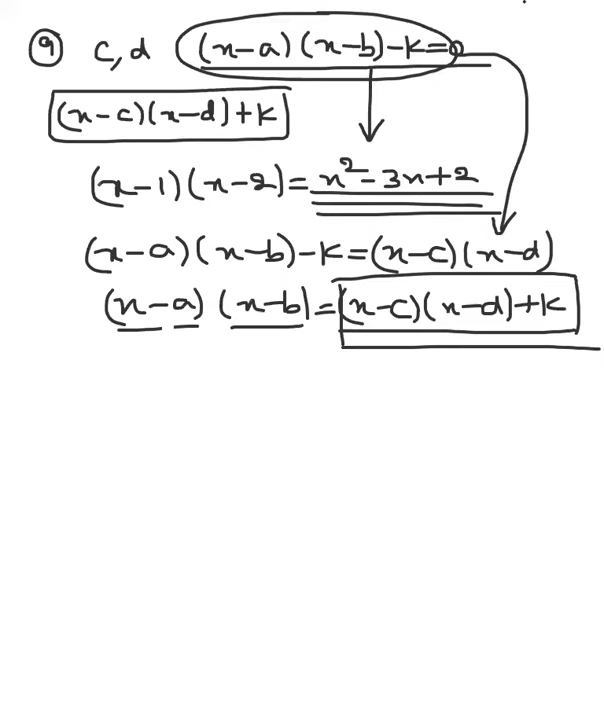 (9) c, d (x-a)(x-b)-k=0
(x-c)(x-d)+k
(x-1)(x-2)=x²-3x+2
(x-a)(x-b)-k=(x-c)(x-d)
(x-a)(x-b)=(x-c)(x-d)+k